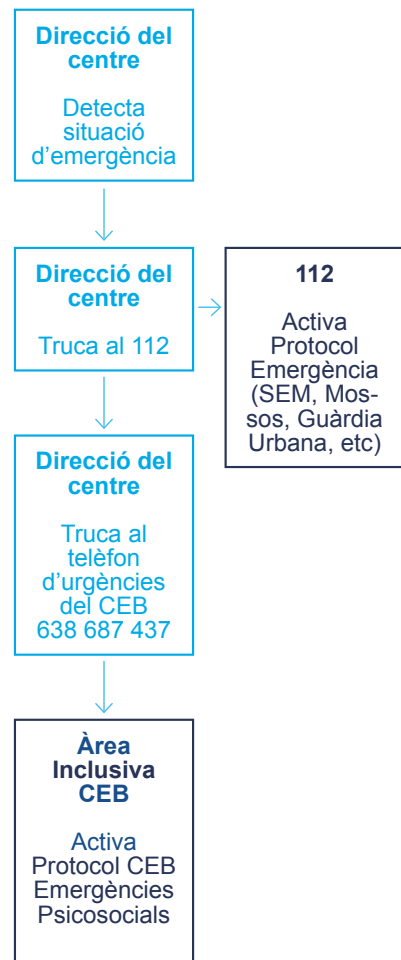 Direcció del
centre
Detecta
situació
d’emergència
Direcció del
centre
Truca al 112
112
Activa
Protocol
Emergència
(SEM, Mos-
sos, Guàrdia
Urbana, etc)
Direcció del
centre
Truca al
telèfon
d’urgències
del CEB
638 687 437
Àrea
Inclusiva
CEB
Activa
Protocol CEB
Emergències
Psicosocials